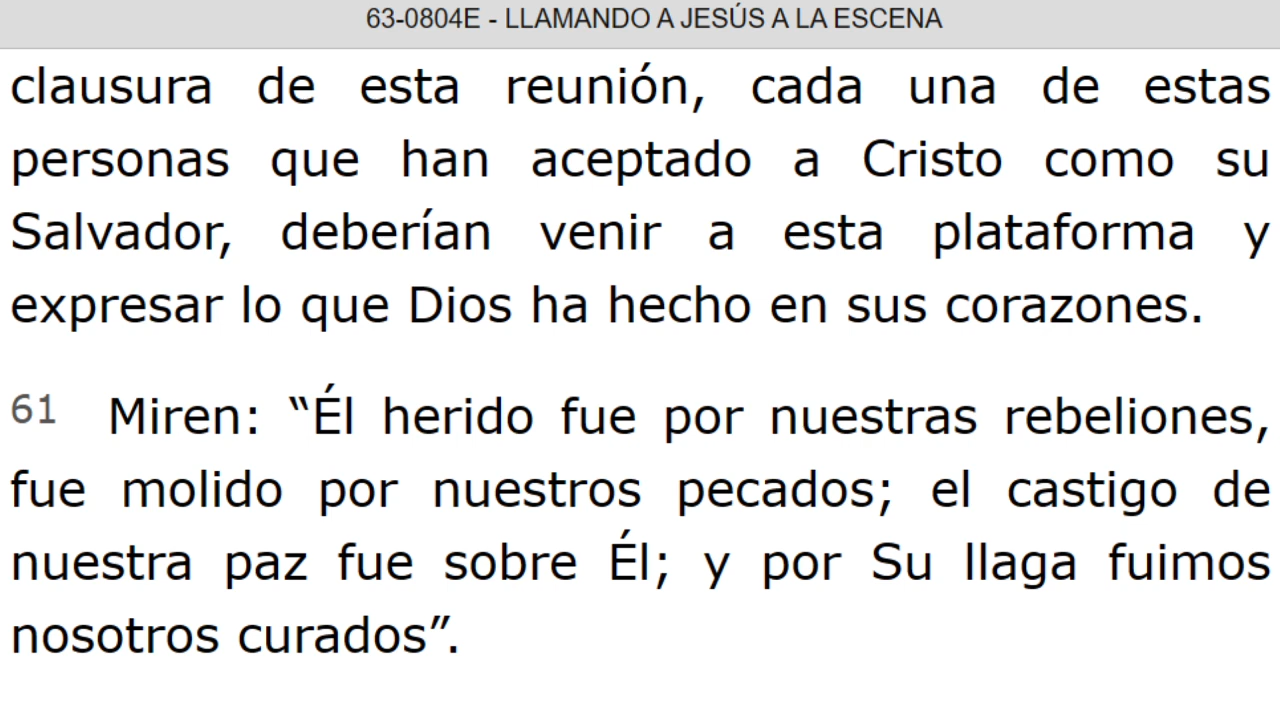 63-0804E - LLAMANDO A JESÚS A LA ESCENA
clausura de esta reunión, cada una de estas
personas que han aceptado a Cristo como su
Salvador, deberían venir a esta plataforma y
expresar lo que Dios ha hecho en sus corazones.
61 Miren: “Él herido fue por nuestras rebeliones,
fue molido por nuestros pecados; el castigo de
nuestra paz fue sobre Él; y por Su llaga fuimos
nosotros curados”.